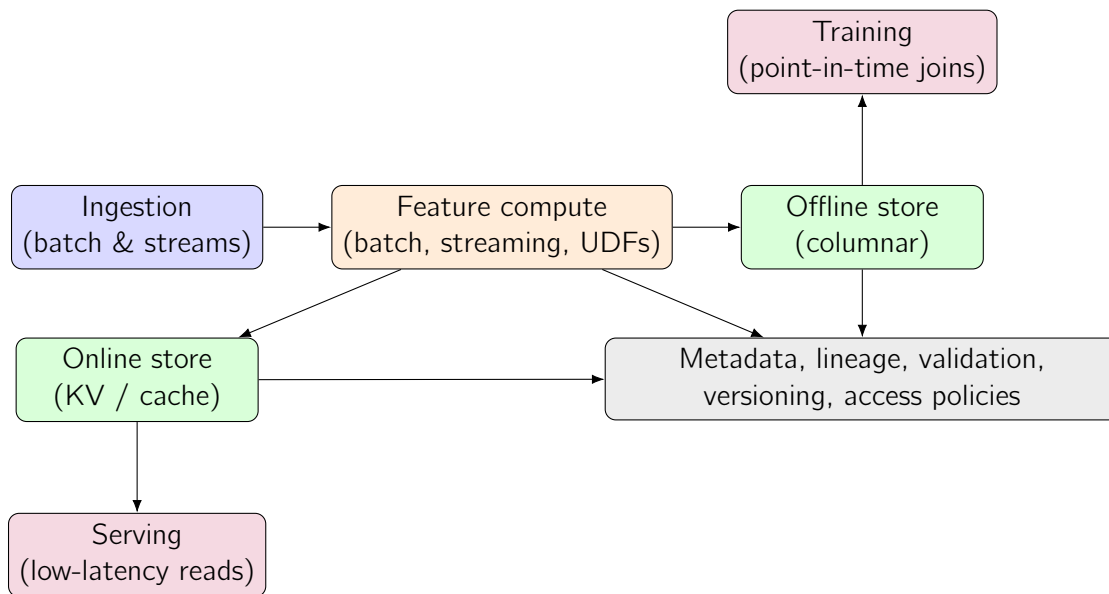 Training
(point-in-time joins)
Ingestion
(batch & streams)
Feature compute
(batch, streaming, UDFs)
Offline store
(columnar)
Online store
(KV / cache)
Metadata, lineage, validation,
versioning, access policies
Serving
(low-latency reads)